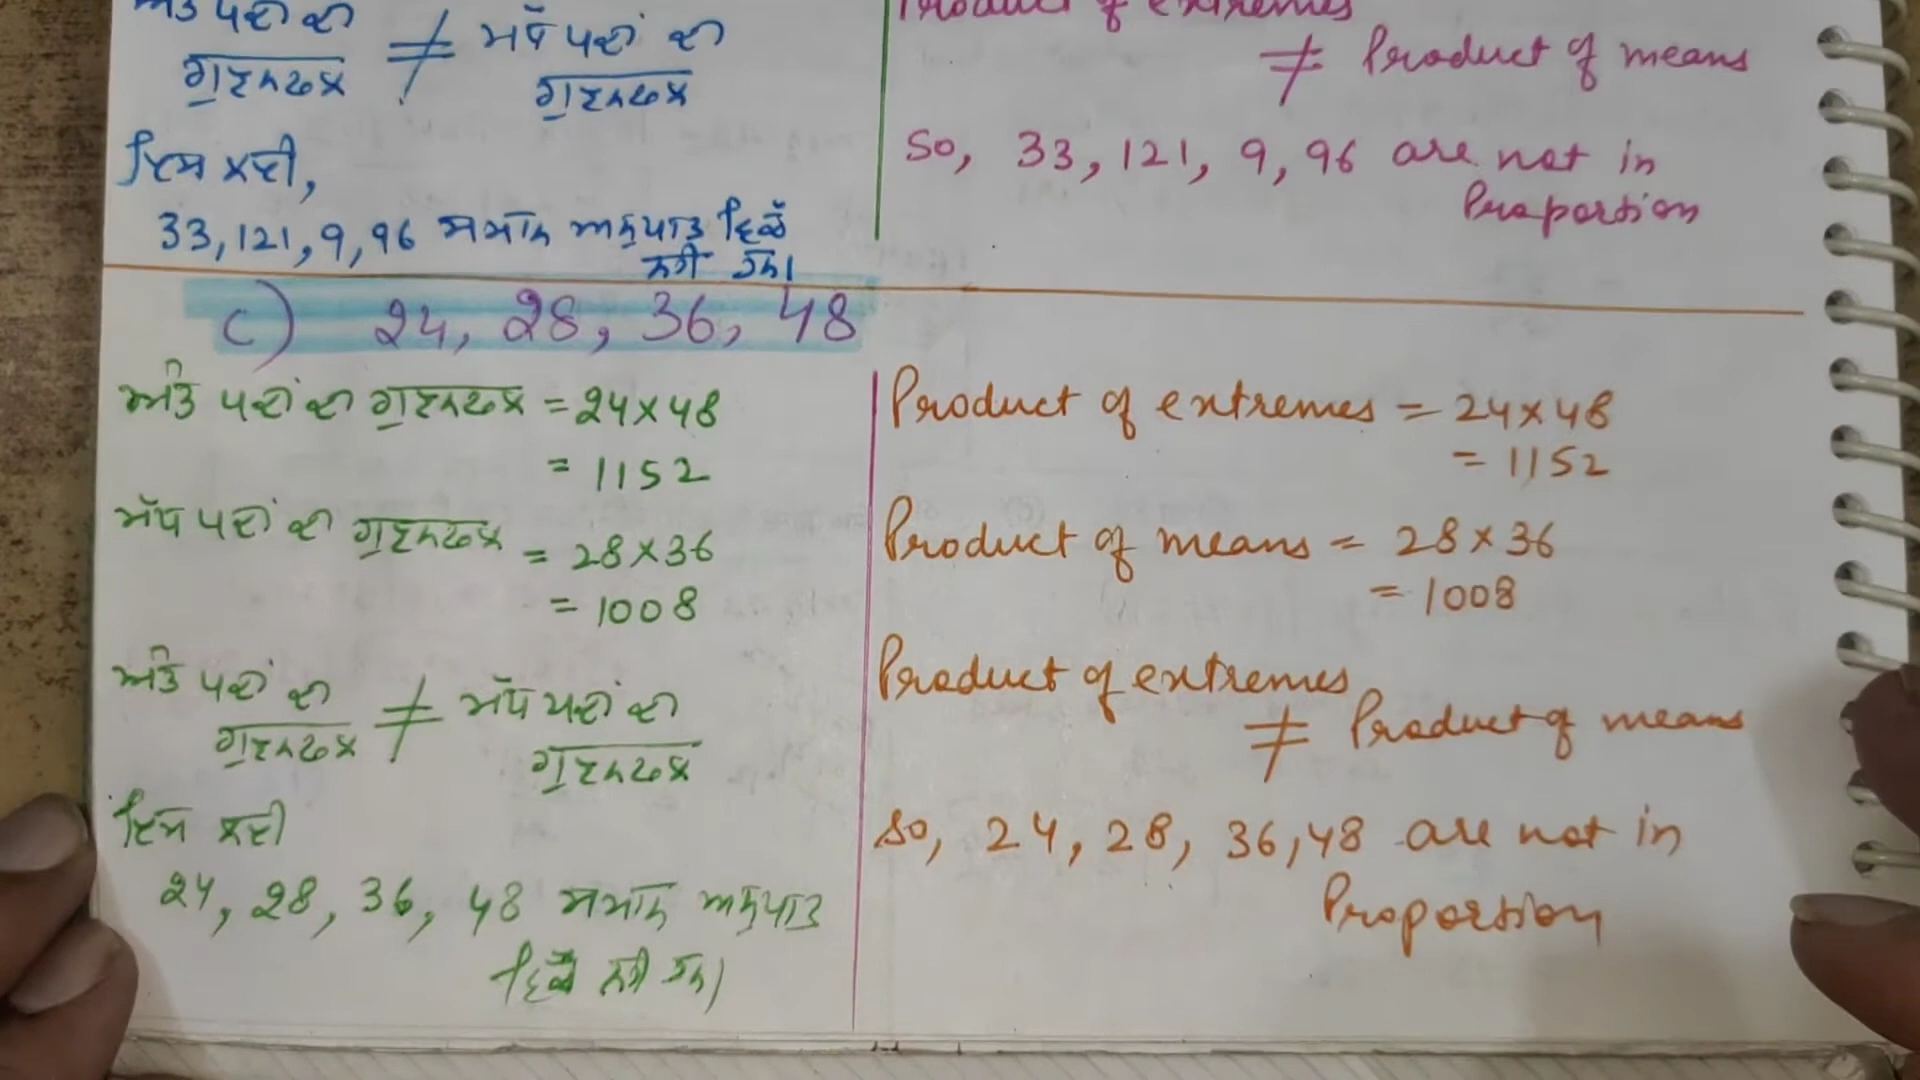 ਅੰਤ ਪਦਾਂ ਦਾ ≠ ਮੱਧ ਪਦਾਂ ਦਾ
ਗੁਣਨਫਲ ਗੁਣਨਫਲ
ਇਸ ਲਈ,
33, 121, 9, 96 ਸਮਾਨ ਅਨੁਪਾਤ ਵਿੱਚ
ਨਹੀਂ ਹਨ।
Product of extremes
≠ Product of means
So, 33, 121, 9, 96 are not in
Proportion
C) 24, 28, 36, 48
ਅੰਤ ਪਦਾਂ ਦਾ ਗੁਣਨਫਲ = 24×48
= 1152
ਮੱਧ ਪਦਾਂ ਦਾ ਗੁਣਨਫਲ = 28×36
= 1008
ਅੰਤ ਪਦਾਂ ਦਾ ≠ ਮੱਧ ਪਦਾਂ ਦਾ
ਗੁਣਨਫਲ ਗੁਣਨਫਲ
ਇਸ ਲਈ
24, 28, 36, 48 ਸਮਾਨ ਅਨੁਪਾਤ
ਵਿੱਚ ਨਹੀਂ ਹਨ।
Product of extremes = 24×48
= 1152
Product of means = 28×36
= 1008
Product of extremes
≠ Product of means
So, 24, 28, 36, 48 are not in
Proportion